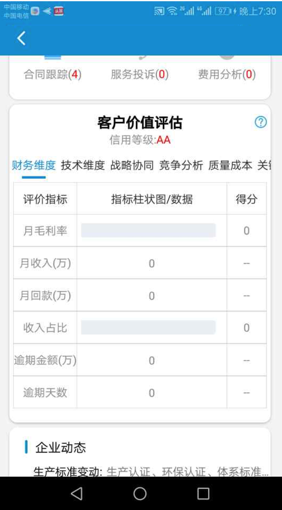 中国移动
中国电信
97
晚上7:30
合同跟踪(4) 服务投诉(0) 费用分析(0)
客户价值评估
信用等级:AA
财务维度 技术维度 战略协同 竞争分析 质量成本 关
评价指标 指标柱状图/数据 得分
月毛利率 0
月收入(万) 0 --
月回款(万) 0 --
收入占比 0
逾期金额(万) 0 --
逾期天数 0 --
企业动态
生产标准变动: 生产认证、环保认证、体系标准...